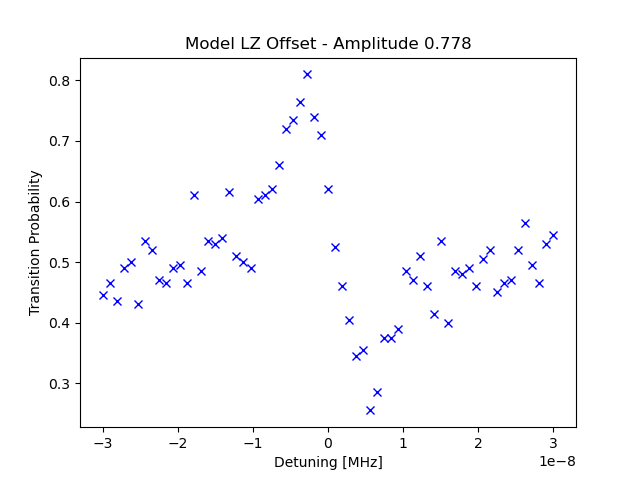 Model LZ Offset - Amplitude 0.778
Transition Probability
0.8
0.7
0.6
0.5
0.4
0.3
−3 −2 −1 0 1 2 3
1e−8
Detuning [MHz]